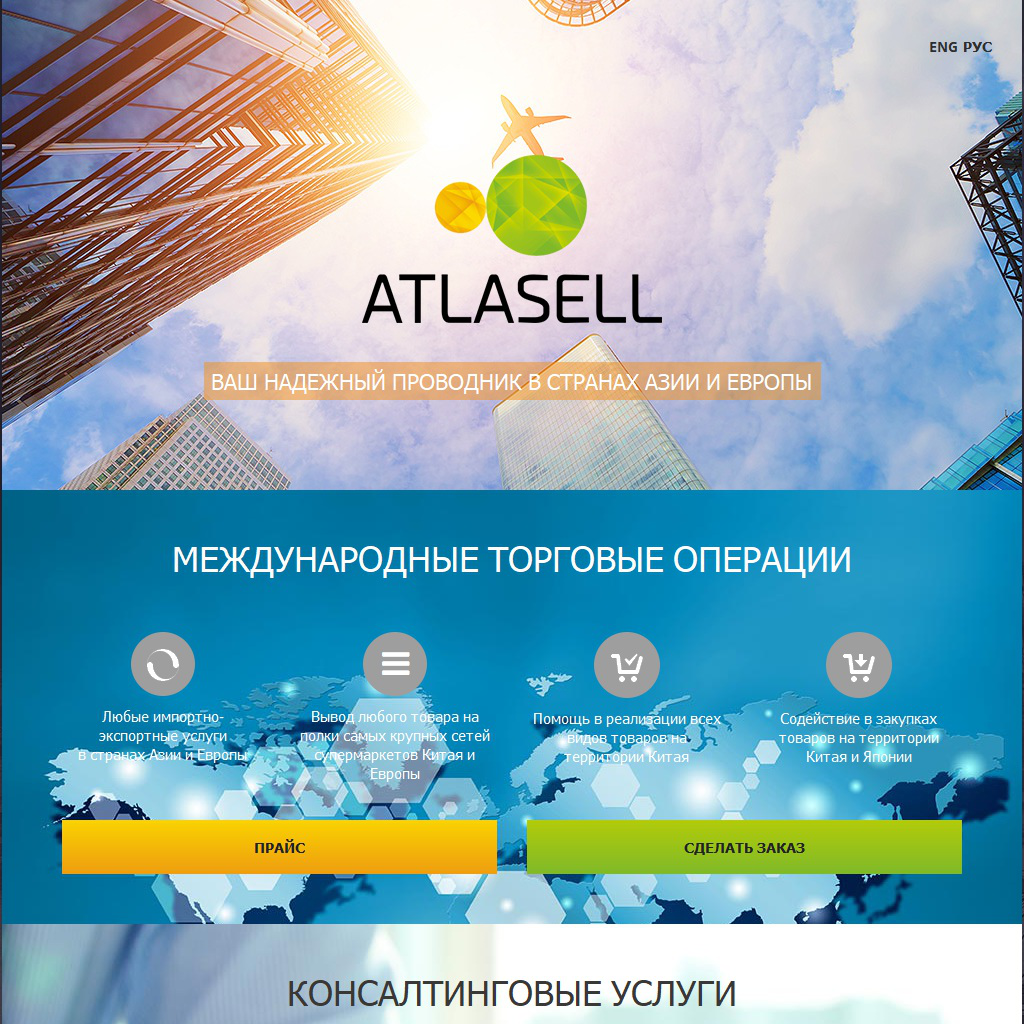 ENG РУС
ATLASELL
ВАШ НАДЕЖНЫЙ ПРОВОДНИК В СТРАНАХ АЗИИ И ЕВРОПЫ
МЕЖДУНАРОДНЫЕ ТОРГОВЫЕ ОПЕРАЦИИ
Любые импортно-
экспортные услуги
в странах Азии и Европы
Вывод любого товара на
полки самых крупных сетей
супермаркетов Китая и
Европы
Помощь в реализации всех
видов товаров на
территории Китая
Содействие в закупках
товаров на территории
Китая и Японии
ПРАЙС
СДЕЛАТЬ ЗАКАЗ
КОНСАЛТИНГОВЫЕ УСЛУГИ